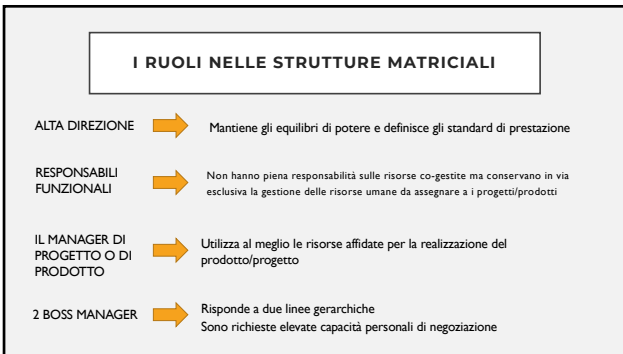 I RUOLI NELLE STRUTTURE MATRICIALI
ALTA DIREZIONE
Mantiene gli equilibri di potere e definisce gli standard di prestazione
RESPONSABILI
FUNZIONALI
Non hanno piena responsabilità sulle risorse co-gestite ma conservano in via
esclusiva la gestione delle risorse umane da assegnare a i progetti/prodotti
IL MANAGER DI
PROGETTO O DI
PRODOTTO
Utilizza al meglio le risorse affidate per la realizzazione del
prodotto/progetto
2 BOSS MANAGER
Risponde a due linee gerarchiche
Sono richieste elevate capacità personali di negoziazione